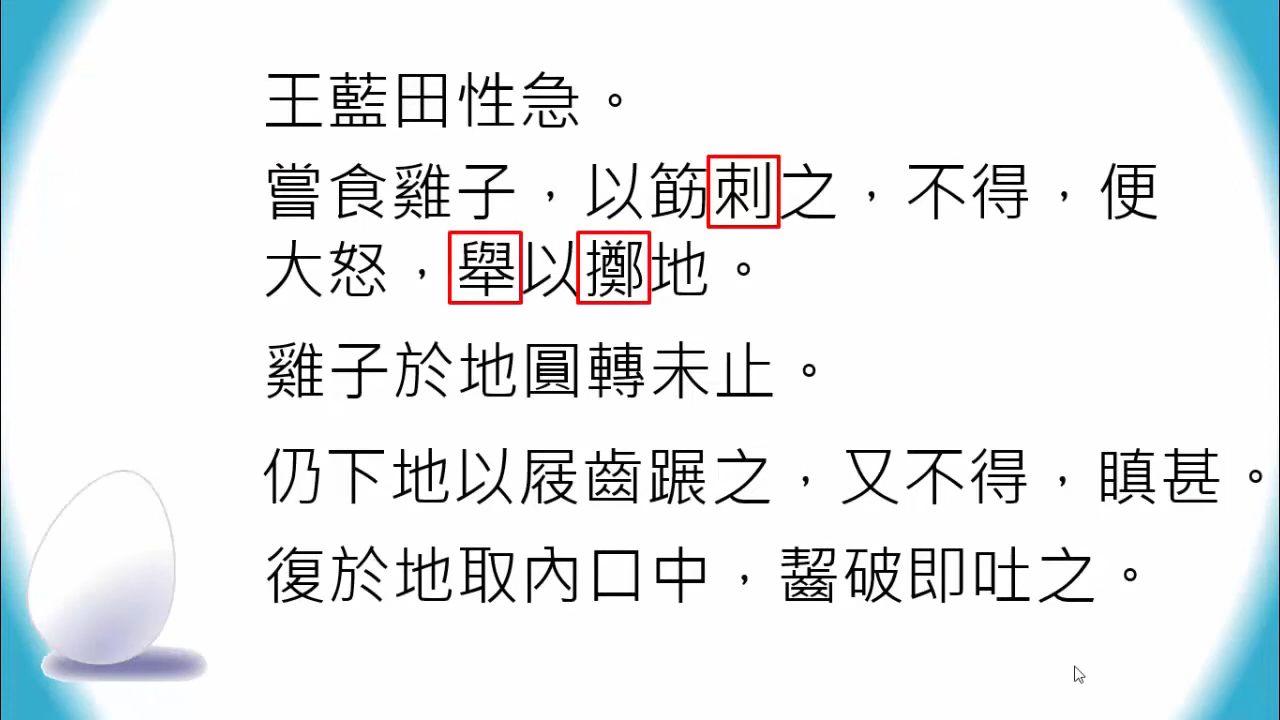 王藍田性急。
嘗食雞子，以筯刺之，不得，便
大怒，舉以擲地。
雞子於地圓轉未止。
仍下地以屐齒蹍之，又不得，瞋甚。
復於地取內口中，齧破即吐之。